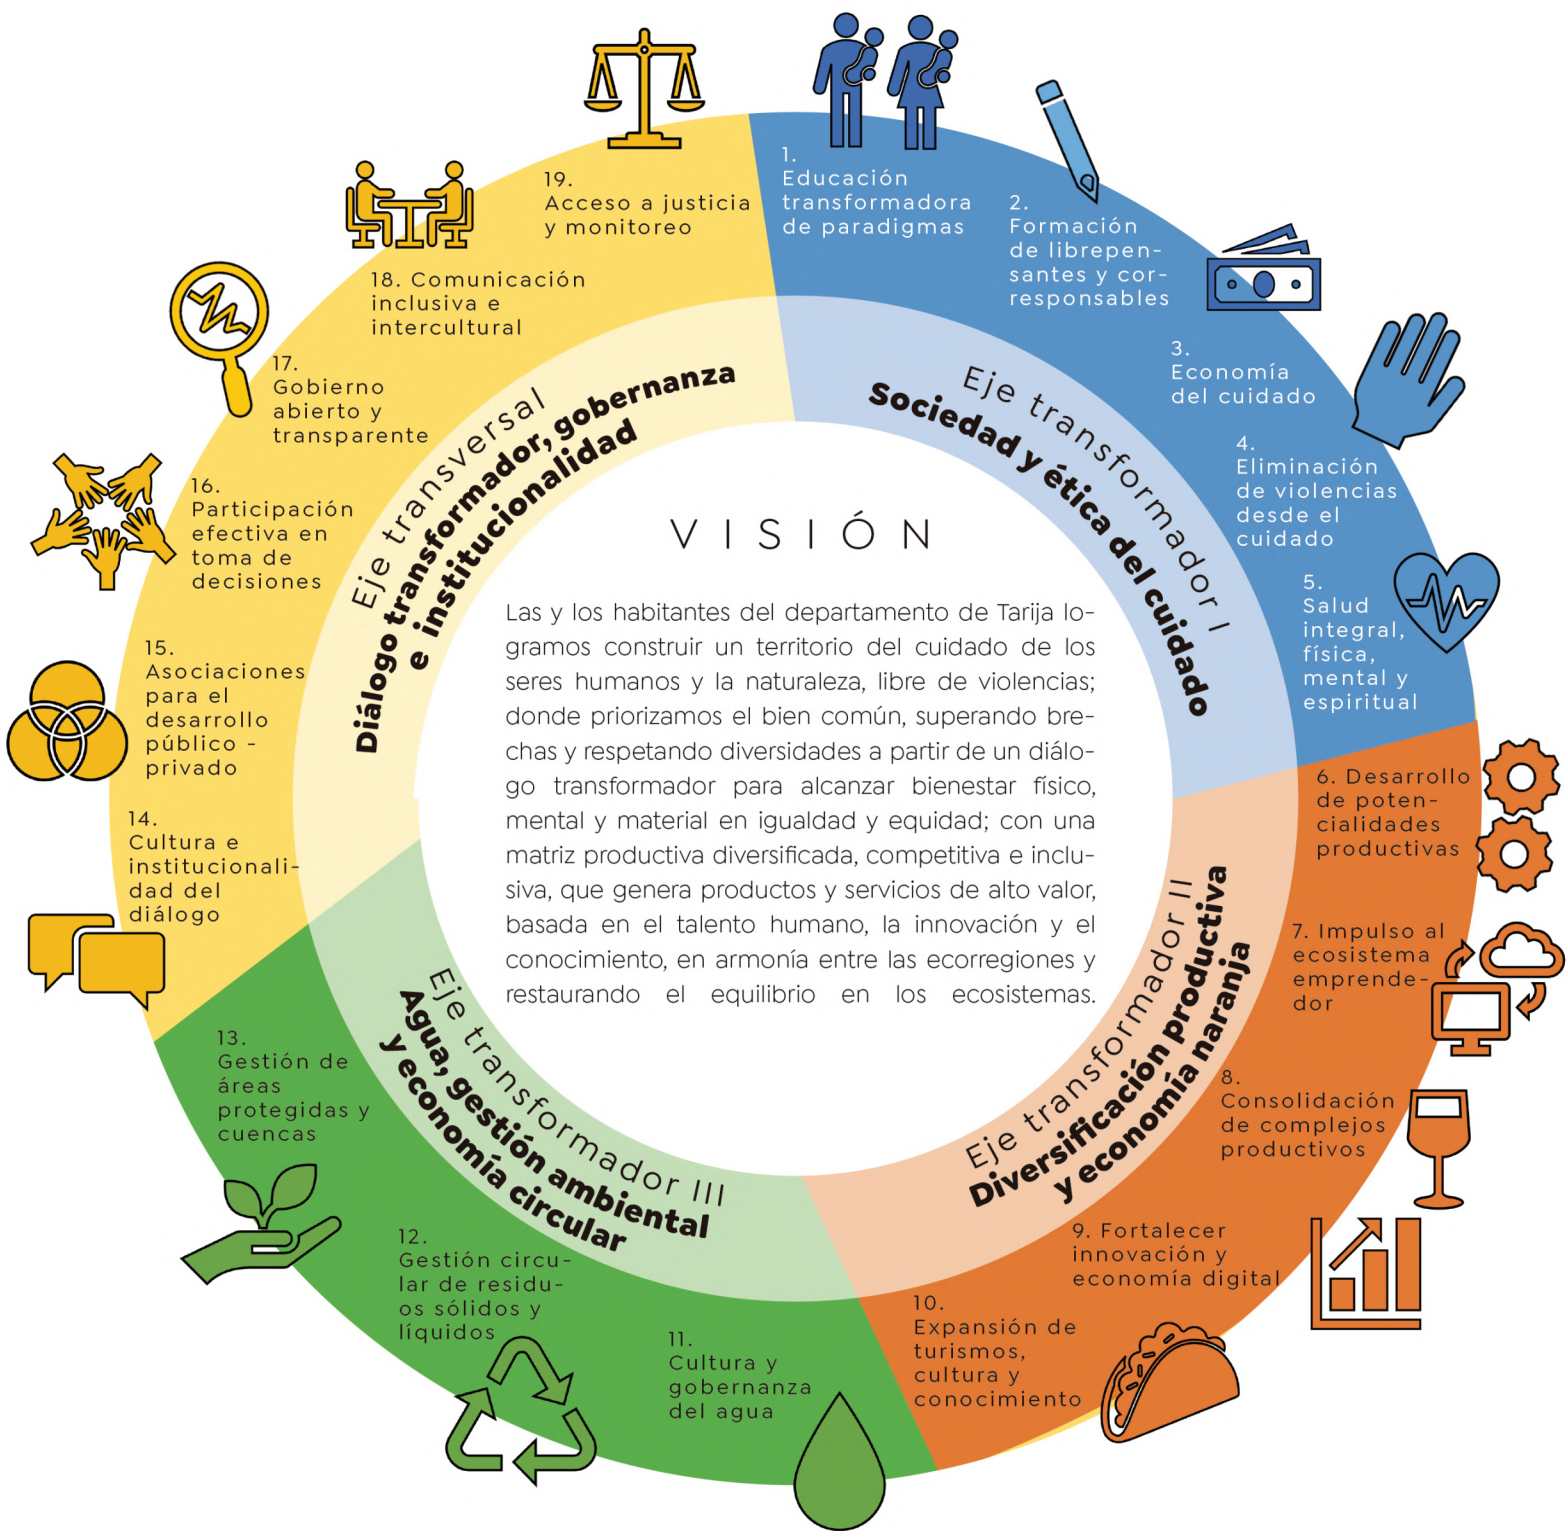 VISIÓN
Las y los habitantes del departamento de Tarija lo-
gramos construir un territorio del cuidado de los
seres humanos y la naturaleza, libre de violencias;
donde priorizamos el bien común, superando bre-
chas y respetando diversidades a partir de un diálo-
go transformador para alcanzar bienestar físico,
mental y material en igualdad y equidad; con una
matriz productiva diversificada, competitiva e inclu-
siva, que genera productos y servicios de alto valor,
basada en el talento humano, la innovación y el
conocimiento, en armonía entre las ecorregiones y
restaurando el equilibrio en los ecosistemas.
Eje transformador I
Sociedad y ética del cuidado
1.
Educación
transformadora
de paradigmas
2.
Formación
de librepen-
santes y cor-
responsables
3.
Economía
del cuidado
4.
Eliminación
de violencias
desde el
cuidado
5.
Salud
integral,
física,
mental y
espiritual
Eje transformador II
Diversificación productiva
y economía naranja
6. Desarrollo
de poten-
cialidades
productivas
7. Impulso al
ecosistema
emprende-
dor
8.
Consolidación
de complejos
productivos
9. Fortalecer
innovación y
economía digital
10.
Expansión de
turismos,
cultura y
conocimiento
Eje transformador III
Agua, gestión ambiental
y economía circular
11.
Cultura y
gobernanza
del agua
12.
Gestión circu-
lar de residu-
os sólidos y
líquidos
13.
Gestión de
áreas
protegidas y
cuencas
Eje transversal
Diálogo transformador, gobernanza
e institucionalidad
14.
Cultura e
institucionali-
dad del
diálogo
15.
Asociaciones
para el
desarrollo
público -
privado
16.
Participación
efectiva en
toma de
decisiones
17.
Gobierno
abierto y
transparente
18. Comunicación
inclusiva e
intercultural
19.
Acceso a justicia
y monitoreo